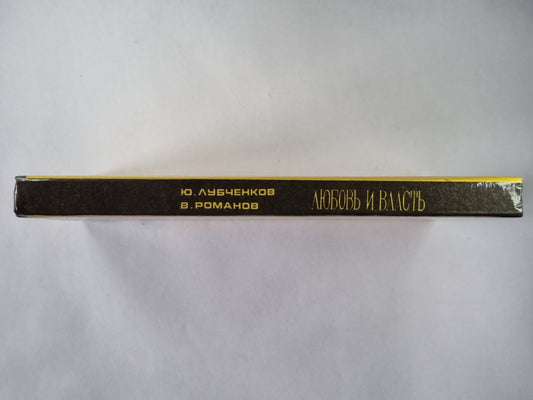 Ю. ЛУБЧЕНКОВ
В. РОМАНОВ
ЛЮБОВЬ И ВЛАСТЬ